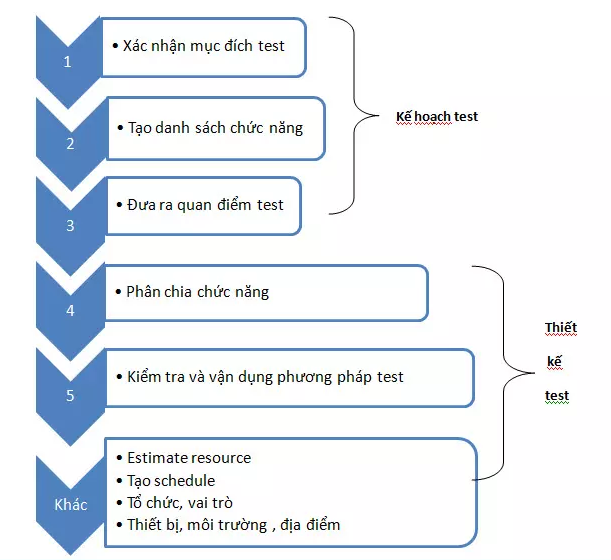 1
• Xác nhận mục đích test
2
• Tạo danh sách chức năng
3
• Đưa ra quan điểm test
Kế hoạch test
4
• Phân chia chức năng
5
• Kiểm tra và vận dụng phương pháp test
Khác
• Estimate resource
• Tạo schedule
• Tổ chức, vai trò
• Thiết bị, môi trường , địa điểm
Thiết
kế
test